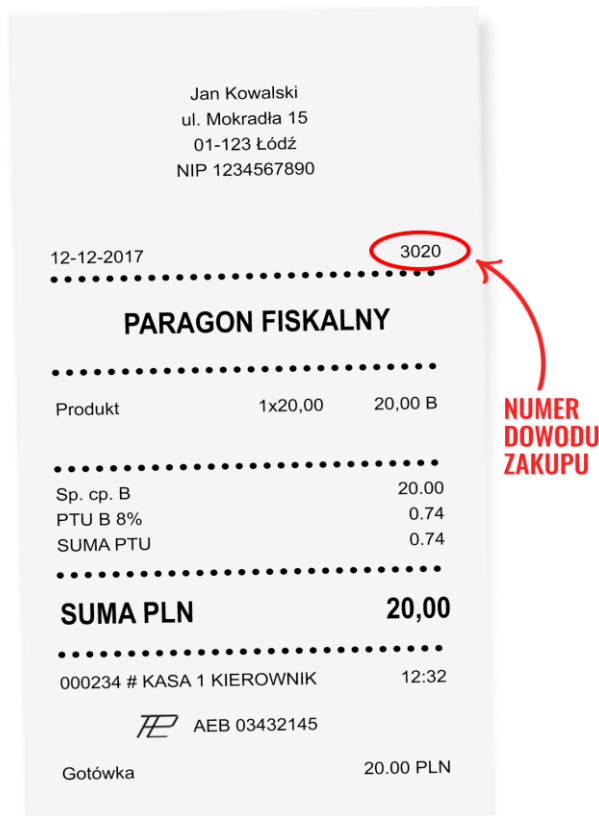 Jan Kowalski
ul. Mokradła 15
01-123 Łódź
NIP 1234567890
12-12-2017 3020
PARAGON FISKALNY
Produkt 1x20,00 20,00 B
Sp. cp. B 20.00
PTU B 8% 0.74
SUMA PTU 0.74
SUMA PLN 20,00
000234 # KASA 1 KIEROWNIK 12:32
AEB 03432145
Gotówka 20.00 PLN
NUMER
DOWODU
ZAKUPU